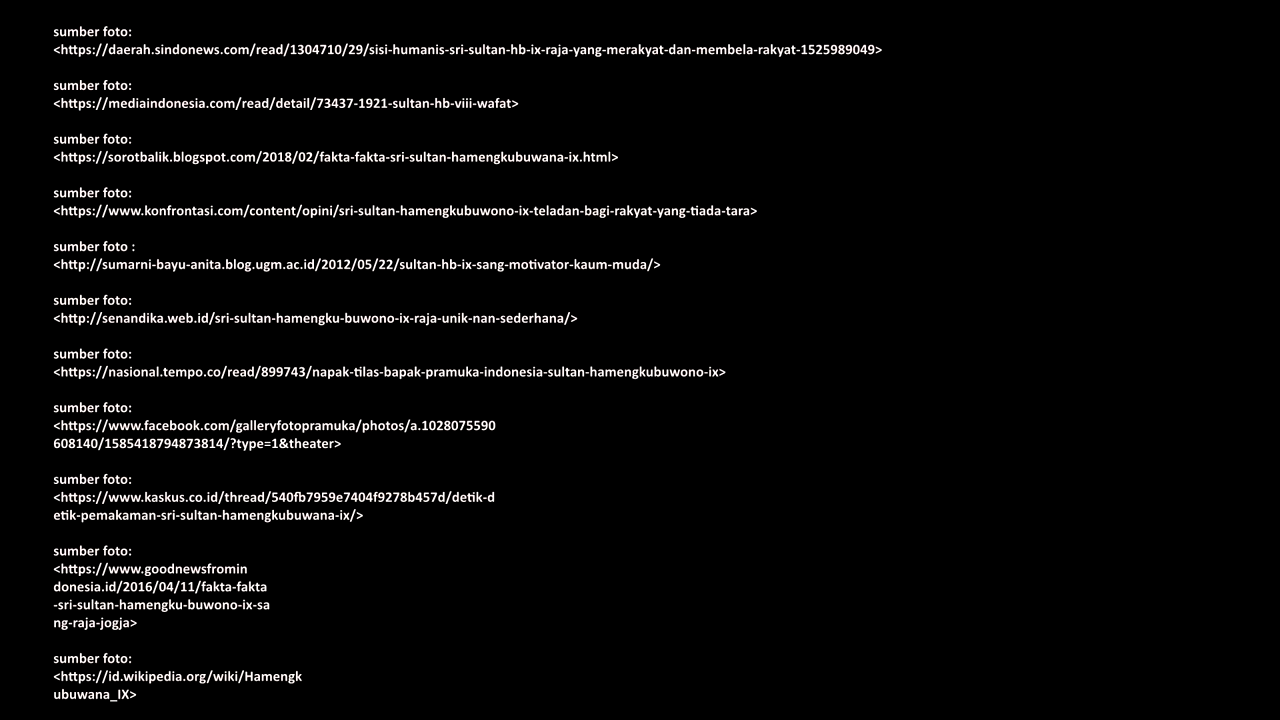 sumber foto:
<https://daerah.sindonews.com/read/1304710/29/sisi-humanis-sri-sultan-hb-ix-raja-yang-merakyat-dan-membela-rakyat-1525989049>
sumber foto:
<https://mediaindonesia.com/read/detail/73437-1921-sultan-hb-viii-wafat>
sumber foto:
<https://sorotbalik.blogspot.com/2018/02/fakta-fakta-sri-sultan-hamengkubuwana-ix.html>
sumber foto:
<https://www.konfrontasi.com/content/opini/sri-sultan-hamengkubuwono-ix-teladan-bagi-rakyat-yang-tiada-tara>
sumber foto :
<http://sumarni-bayu-anita.blog.ugm.ac.id/2012/05/22/sultan-hb-ix-sang-motivator-kaum-muda/>
sumber foto:
<http://senandika.web.id/sri-sultan-hamengku-buwono-ix-raja-unik-nan-sederhana/>
sumber foto:
<https://nasional.tempo.co/read/899743/napak-tilas-bapak-pramuka-indonesia-sultan-hamengkubuwono-ix>
sumber foto:
<https://www.facebook.com/galleryfotopramuka/photos/a.1028075590
608140/1585418794873814/?type=1&theater>
sumber foto:
<https://www.kaskus.co.id/thread/540fb7959e7404f9278b457d/detik-d
etik-pemakaman-sri-sultan-hamengkubuwana-ix/>
sumber foto:
<https://www.goodnewsfromin
donesia.id/2016/04/11/fakta-fakta
-sri-sultan-hamengku-buwono-ix-sa
ng-raja-jogja>
sumber foto:
<https://id.wikipedia.org/wiki/Hamengk
ubuwana_IX>